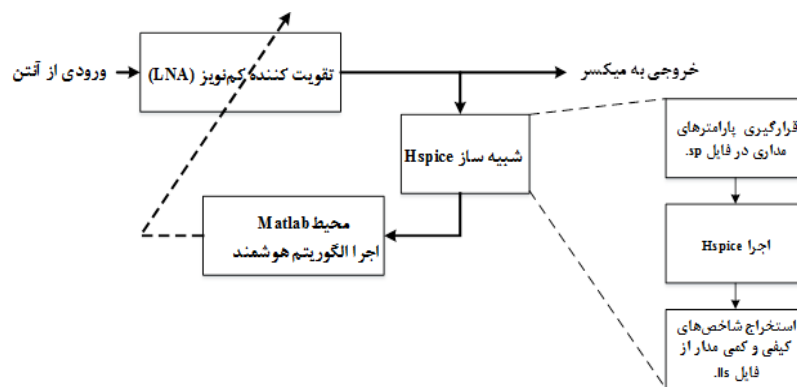 ورودی از آنتن
تقویت کننده کم‌نویز (LNA)
خروجی به میکسر
شبیه ساز Hspice
محیط Matlab
اجرا الگوریتم هوشمند
قرارگیری پارامترهای
مداری در فایل sp.
اجرا Hspice
استخراج شاخص‌های
کیفی و کمی مدار از
فایل lis.